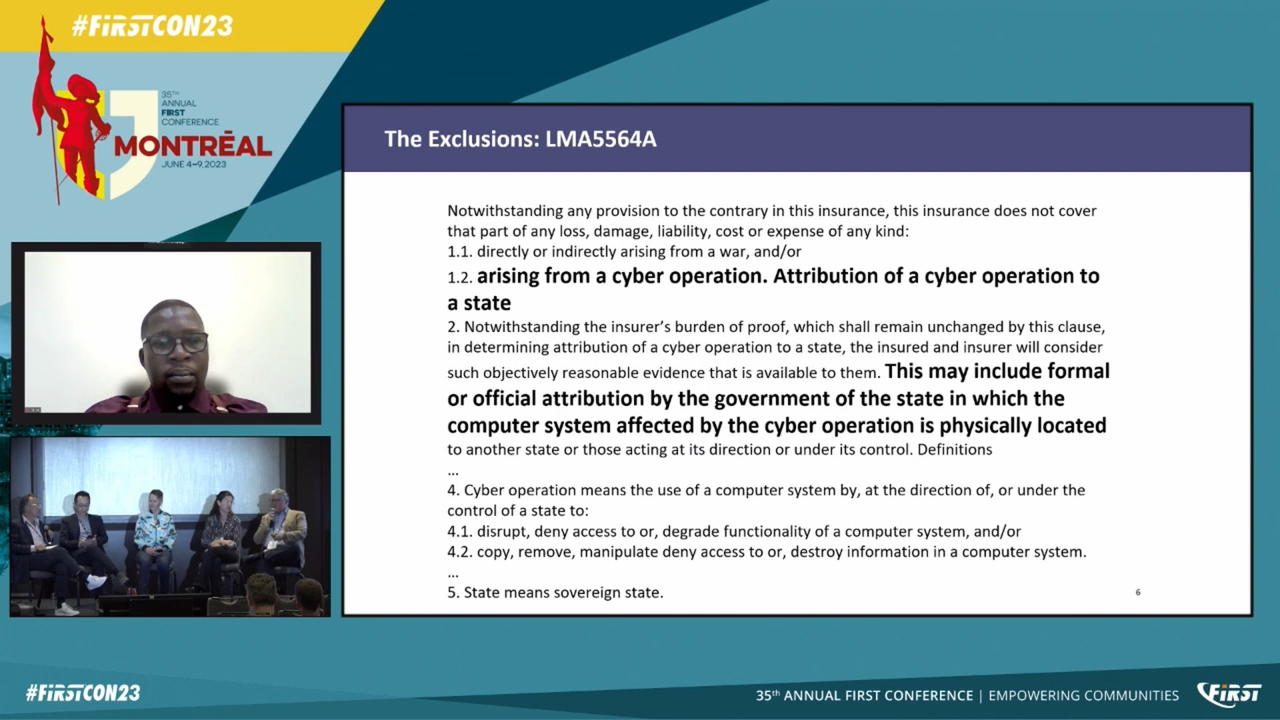 #FiRSTCON23
35TH
ANNUAL
FIRST
CONFERENCE
MONTRĒAL
JUNE 4–9, 2023
The Exclusions: LMA5564A
Notwithstanding any provision to the contrary in this insurance, this insurance does not cover
that part of any loss, damage, liability, cost or expense of any kind:
1.1. directly or indirectly arising from a war, and/or
1.2. arising from a cyber operation. Attribution of a cyber operation to
a state
2. Notwithstanding the insurer’s burden of proof, which shall remain unchanged by this clause,
in determining attribution of a cyber operation to a state, the insured and insurer will consider
such objectively reasonable evidence that is available to them. This may include formal
or official attribution by the government of the state in which the
computer system affected by the cyber operation is physically located
to another state or those acting at its direction or under its control. Definitions
...
4. Cyber operation means the use of a computer system by, at the direction of, or under the
control of a state to:
4.1. disrupt, deny access to or, degrade functionality of a computer system, and/or
4.2. copy, remove, manipulate deny access to or, destroy information in a computer system.
...
5. State means sovereign state.
6
#FiRSTCON23
35th ANNUAL FIRST CONFERENCE | EMPOWERING COMMUNITIES
FiRST